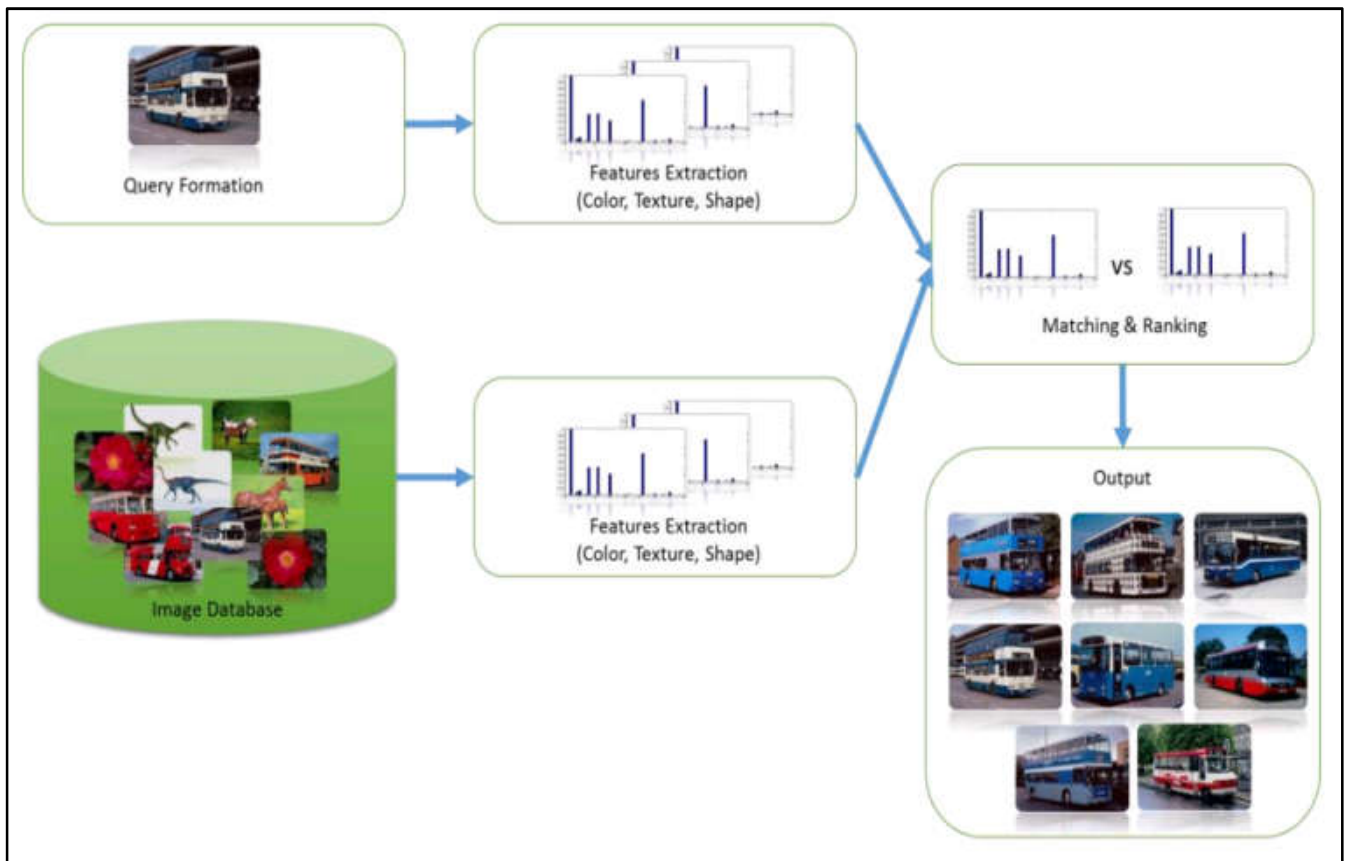 Query Formation
Features Extraction
(Color, Texture, Shape)
VS
Matching & Ranking
Image Database
Features Extraction
(Color, Texture, Shape)
Output